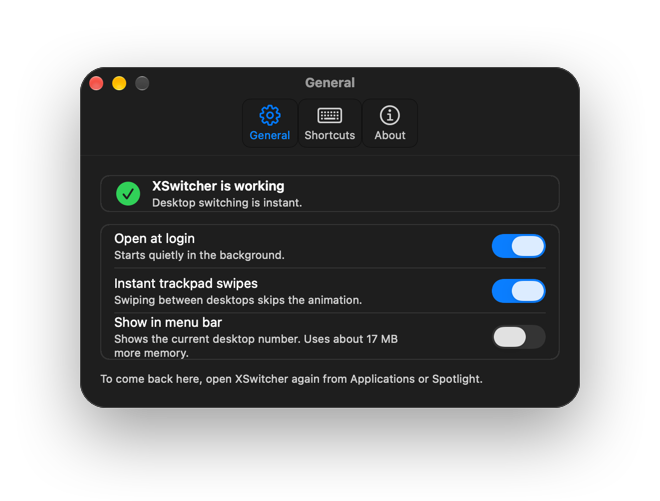 General
General
Shortcuts
About
XSwitcher is working
Desktop switching is instant.
Open at login
Starts quietly in the background.
Instant trackpad swipes
Swiping between desktops skips the animation.
Show in menu bar
Shows the current desktop number. Uses about 17 MB
more memory.
To come back here, open XSwitcher again from Applications or Spotlight.